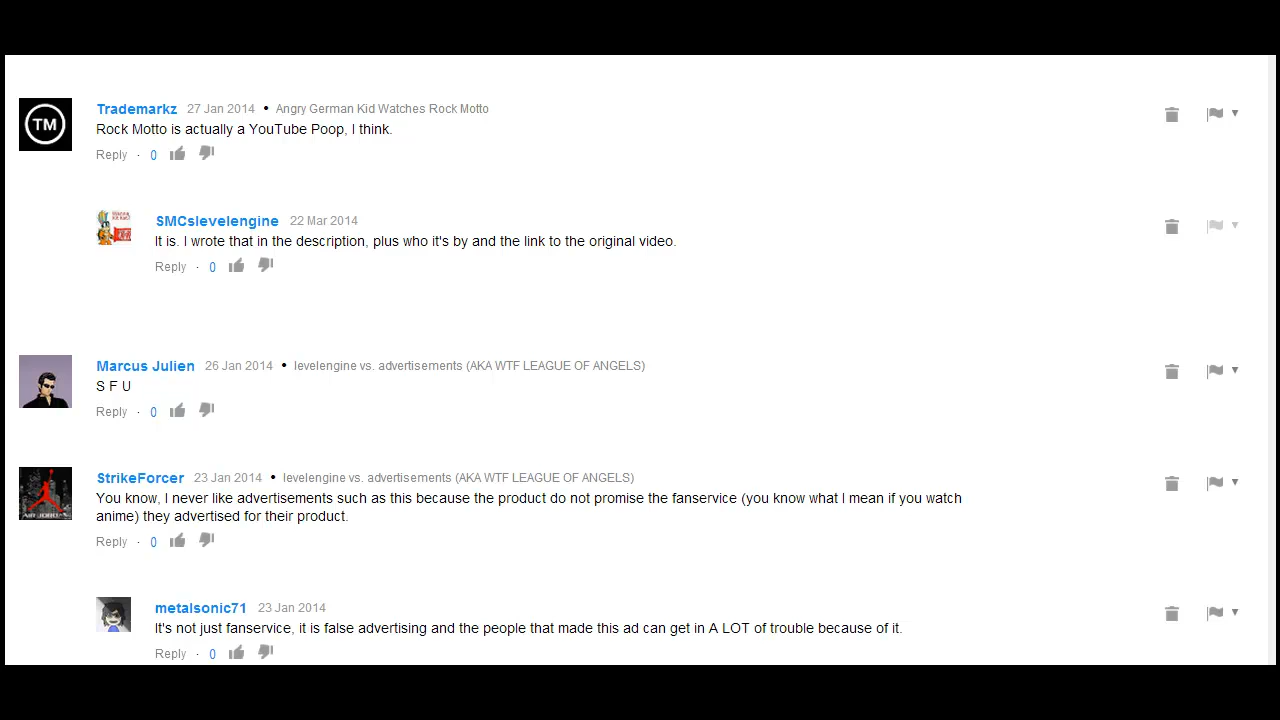 TM
Trademarkz 27 Jan 2014 • Angry German Kid Watches Rock Motto
Rock Motto is actually a YouTube Poop, I think.
Reply · 0
SMCslevelengine 22 Mar 2014
It is. I wrote that in the description, plus who it's by and the link to the original video.
Reply · 0
Marcus Julien 26 Jan 2014 • levelengine vs. advertisements (AKA WTF LEAGUE OF ANGELS)
S F U
Reply · 0
StrikeForcer 23 Jan 2014 • levelengine vs. advertisements (AKA WTF LEAGUE OF ANGELS)
You know, I never like advertisements such as this because the product do not promise the fanservice (you know what I mean if you watch
anime) they advertised for their product.
AIR JORDAN
Reply · 0
metalsonic71 23 Jan 2014
It's not just fanservice, it is false advertising and the people that made this ad can get in A LOT of trouble because of it.
Reply · 0